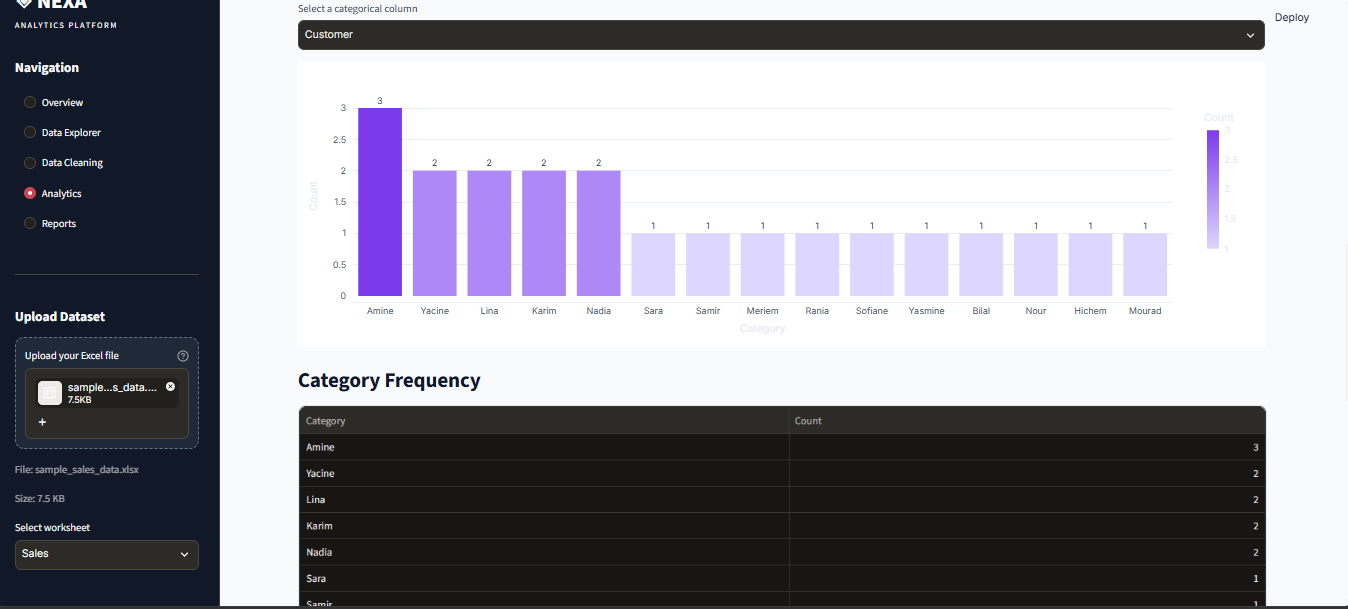 NEXA
ANALYTICS PLATFORM
Navigation
Overview
Data Explorer
Data Cleaning
Analytics
Reports
Upload Dataset
Upload your Excel file
sample...s_data....
7.5KB
+
File: sample_sales_data.xlsx
Size: 7.5 KB
Select worksheet
Sales
Deploy
Select a categorical column
Customer
Count
3
2.5
2
1.5
1
0.5
0
3 2 2 2 2 1 1 1 1 1 1 1 1 1 1
Amine Yacine Lina Karim Nadia Sara Samir Meriem Rania Sofiane Yasmine Bilal Nour Hichem Mourad
Category
Count
3
2.5
2
1.5
1
Category Frequency
Category Count
Amine 3
Yacine 2
Lina 2
Karim 2
Nadia 2
Sara 1
Samir 1